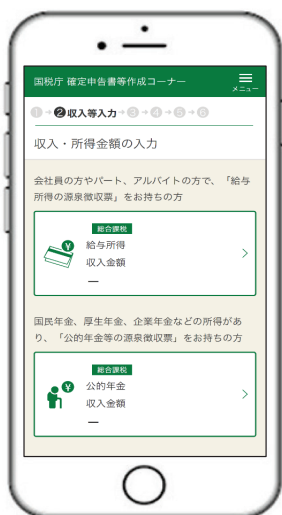 国税庁 確定申告書等作成コーナー
メニュー
1 2 収入等入力 3 4 5 6
収入・所得金額の入力
会社員の方やパート、アルバイトの方で、「給与
所得の源泉徴収票」をお持ちの方
総合課税
給与所得
収入金額
ー
国民年金、厚生年金、企業年金などの所得があ
り、「公的年金等の源泉徴収票」をお持ちの方
総合課税
公的年金
収入金額
ー